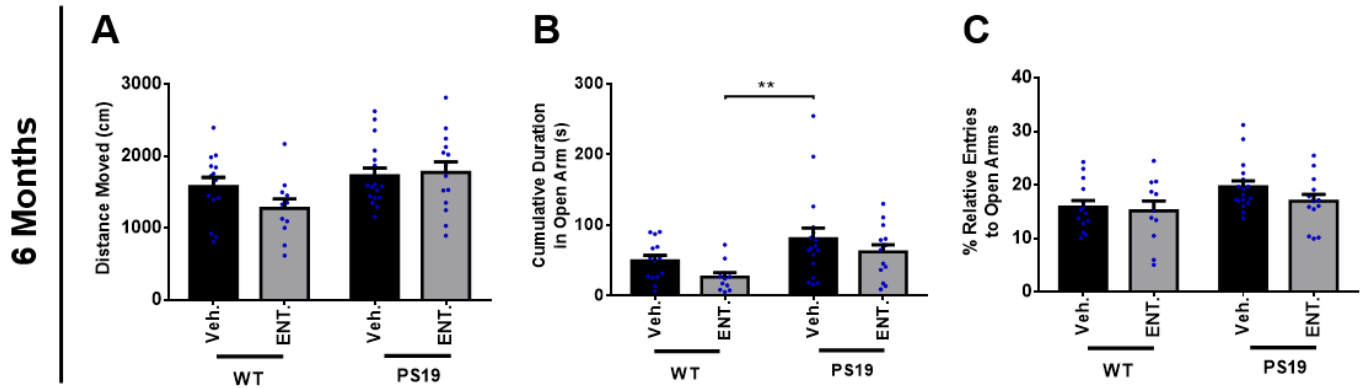 6 Months
A
Distance Moved (cm)
3000
2000
1000
0
Veh.
ENT.
Veh.
ENT.
WT
PS19
B
Cumulative Duration
In Open Arm (s)
300
200
100
0
**
Veh.
ENT.
Veh.
ENT.
WT
PS19
C
% Relative Entries
to Open Arms
40
30
20
10
0
Veh.
ENT.
Veh.
ENT.
WT
PS19